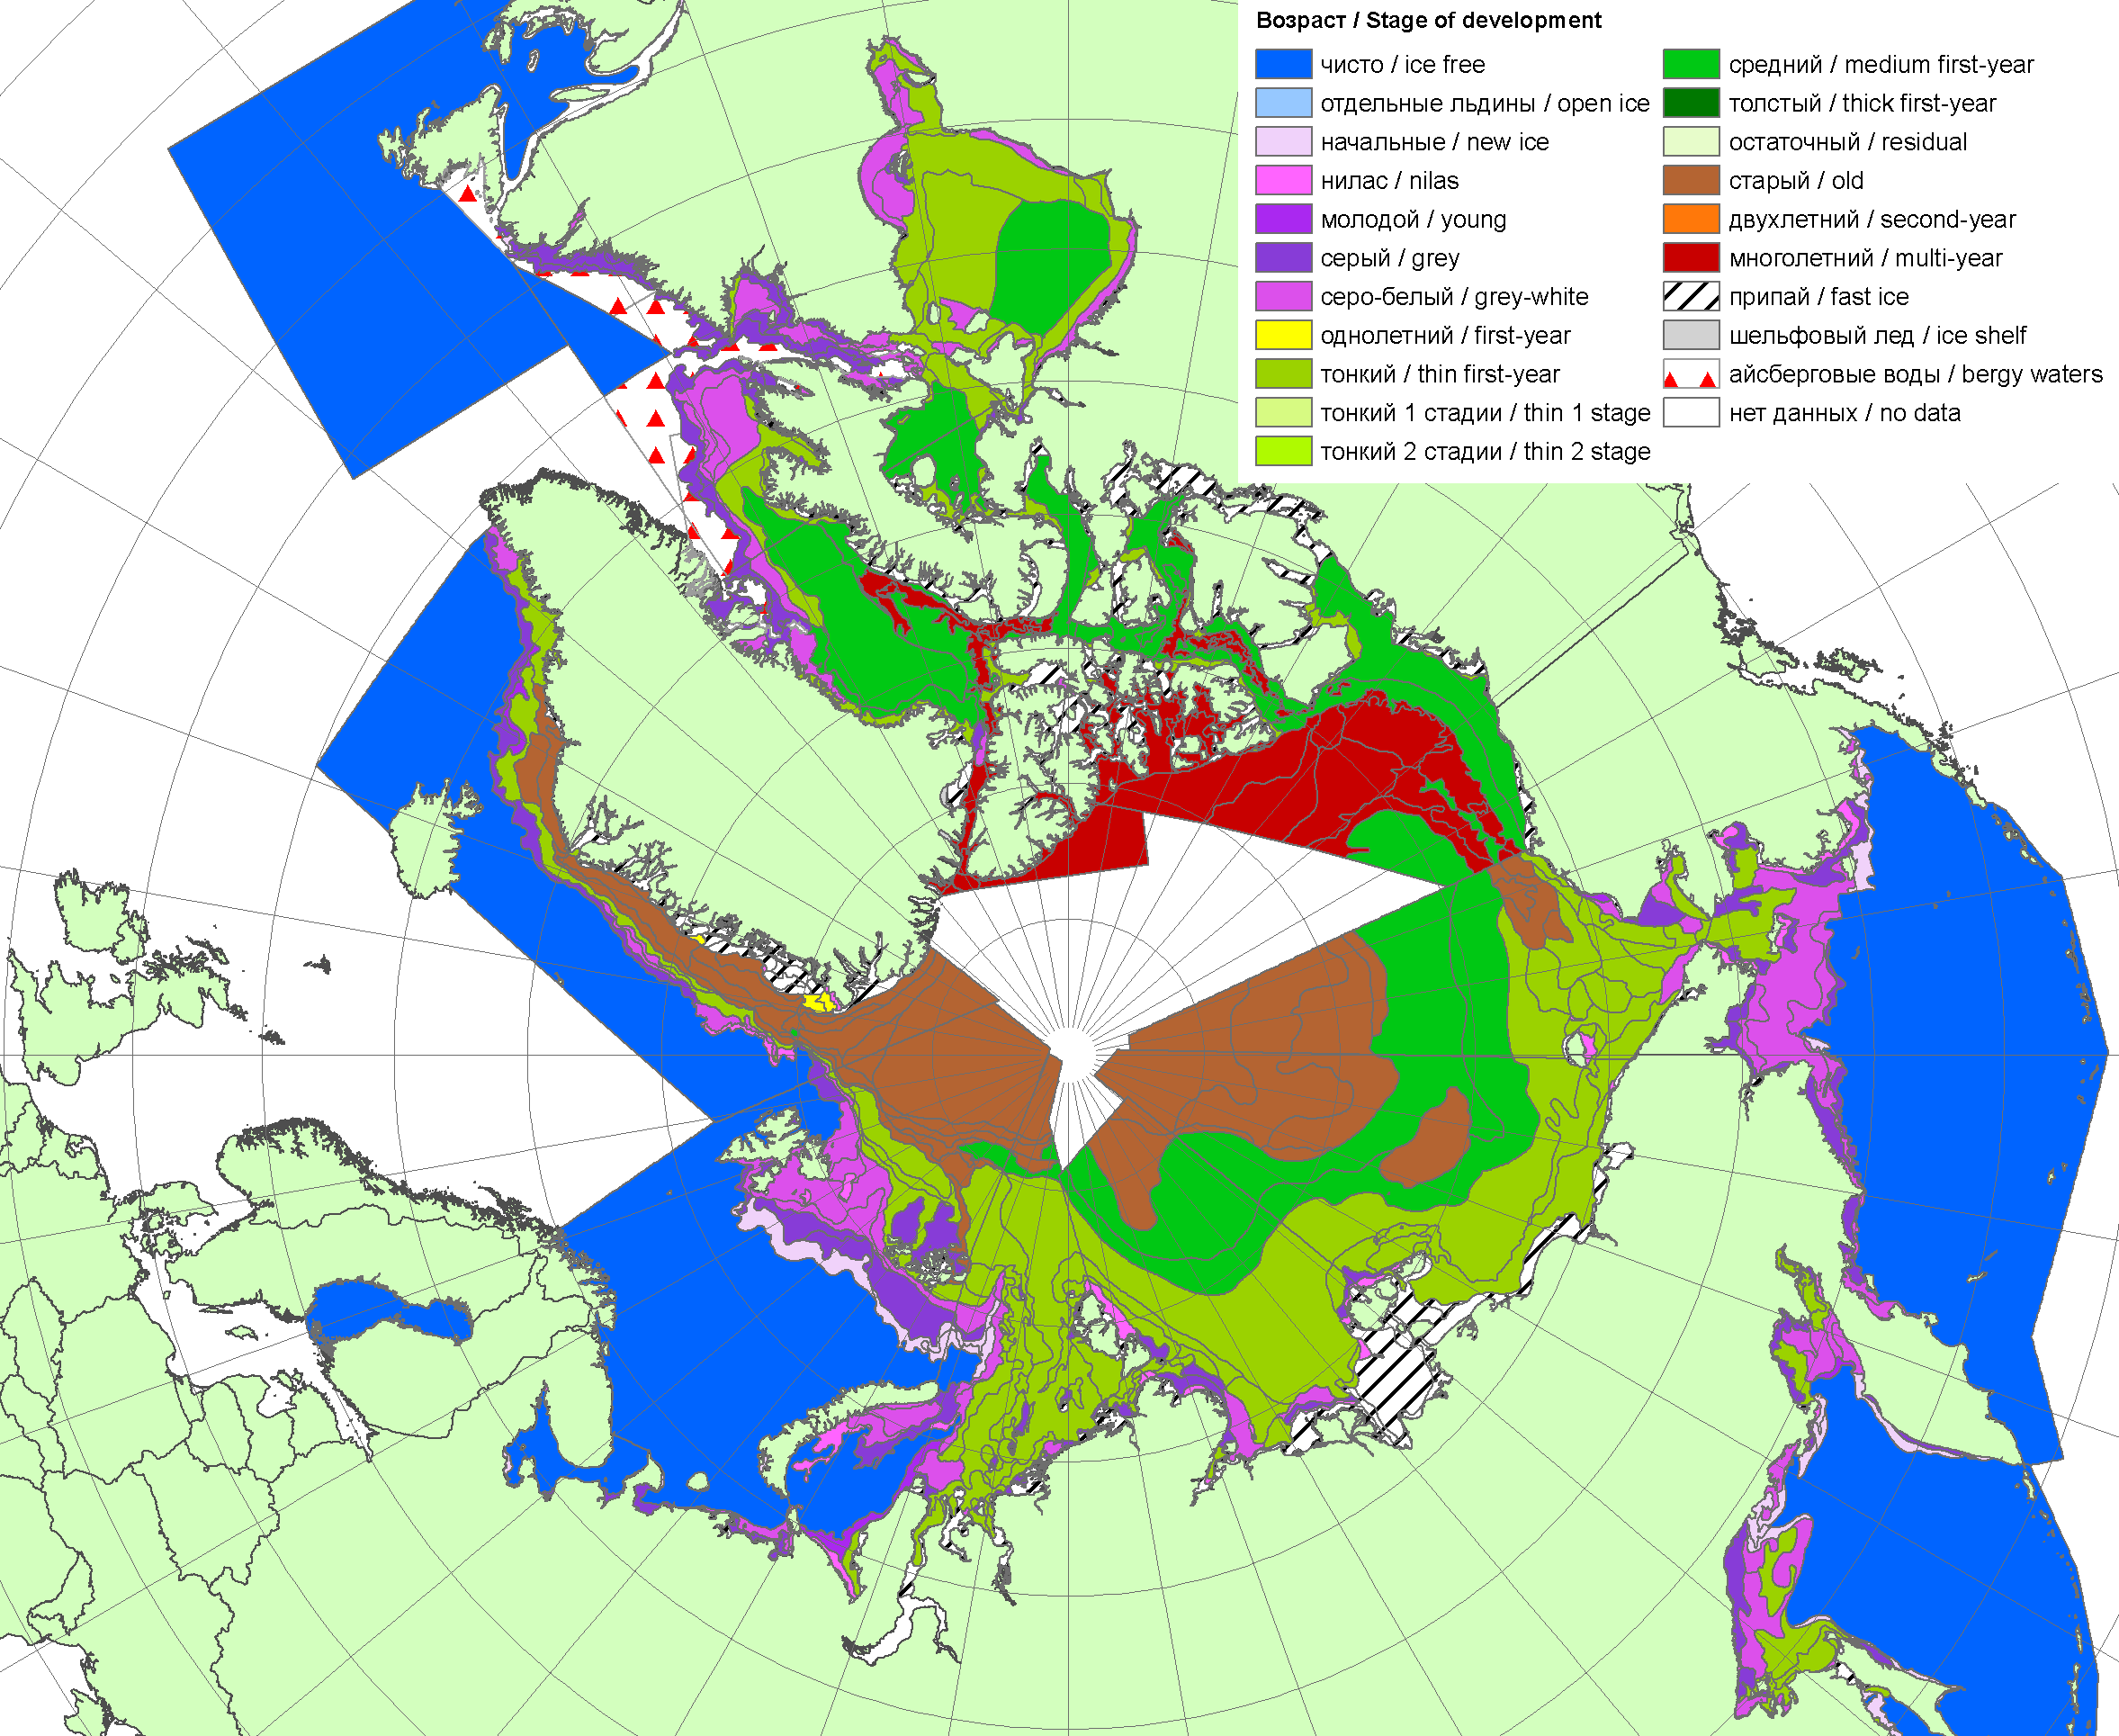 Возраст / Stage of development
чисто / ice free
отдельные льдины / open ice
начальные / new ice
нилас / nilas
молодой / young
серый / grey
серо-белый / grey-white
однолетний / first-year
тонкий / thin first-year
тонкий 1 стадии / thin 1 stage
тонкий 2 стадии / thin 2 stage
средний / medium first-year
толстый / thick first-year
остаточный / residual
старый / old
двухлетний / second-year
многолетний / multi-year
припай / fast ice
шельфовый лед / ice shelf
айсберговые воды / bergy waters
нет данных / no data